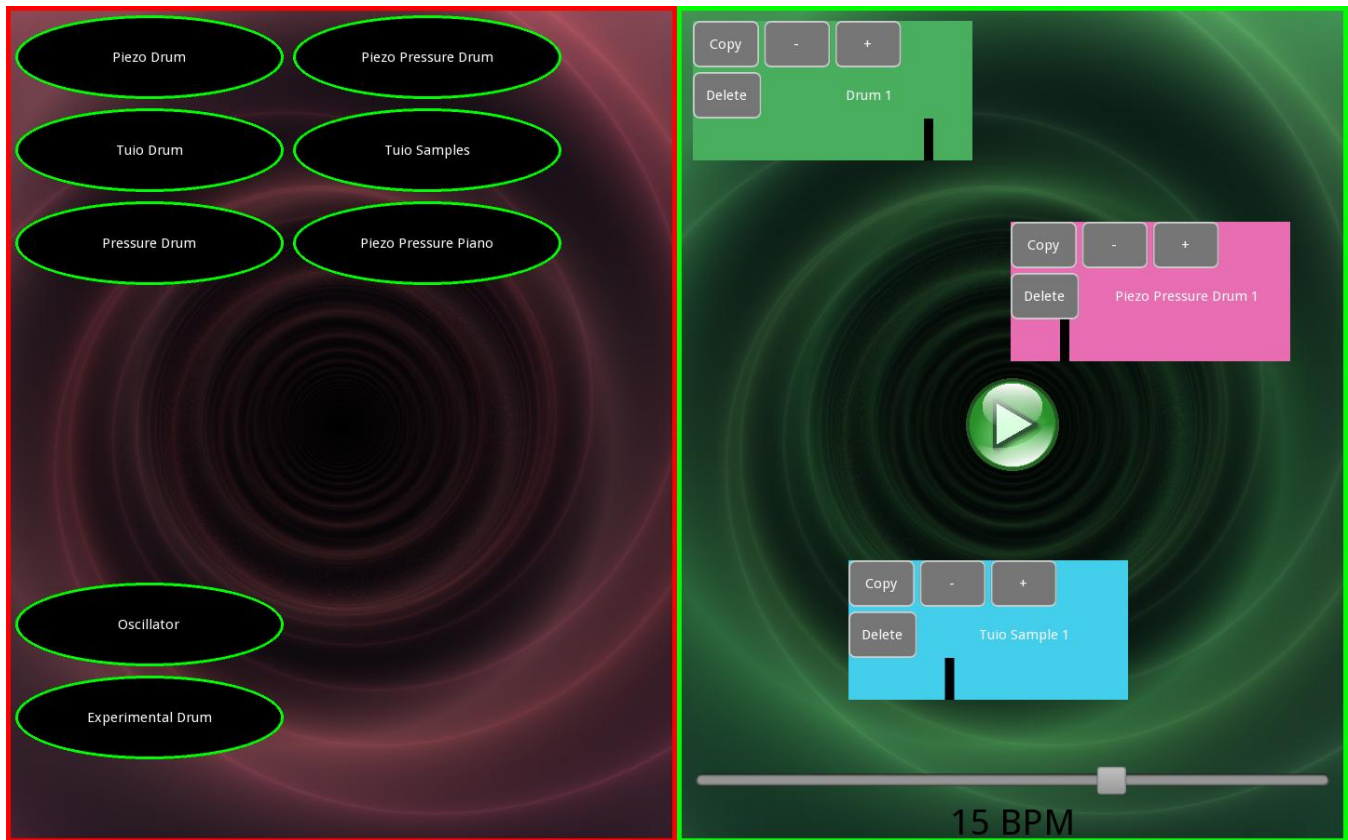 Piezo Drum
Piezo Pressure Drum
Tuio Drum
Tuio Samples
Pressure Drum
Piezo Pressure Piano
Oscillator
Experimental Drum
Copy - +
Delete Drum 1
Copy - +
Delete Piezo Pressure Drum 1
Copy - +
Delete Tuio Sample 1
15 BPM